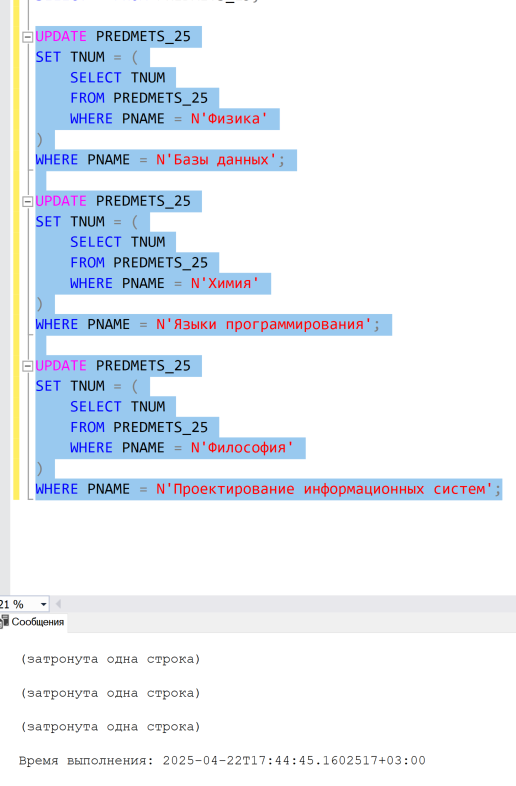 UPDATE PREDMETS_25
SET TNUM = (
SELECT TNUM
FROM PREDMETS_25
WHERE PNAME = N'Физика'
)
WHERE PNAME = N'Базы данных';
UPDATE PREDMETS_25
SET TNUM = (
SELECT TNUM
FROM PREDMETS_25
WHERE PNAME = N'Химия'
)
WHERE PNAME = N'Языки программирования';
UPDATE PREDMETS_25
SET TNUM = (
SELECT TNUM
FROM PREDMETS_25
WHERE PNAME = N'Философия'
)
WHERE PNAME = N'Проектирование информационных систем';
21 %
Сообщения
(затронута одна строка)
(затронута одна строка)
(затронута одна строка)
Время выполнения: 2025-04-22T17:44:45.1602517+03:00